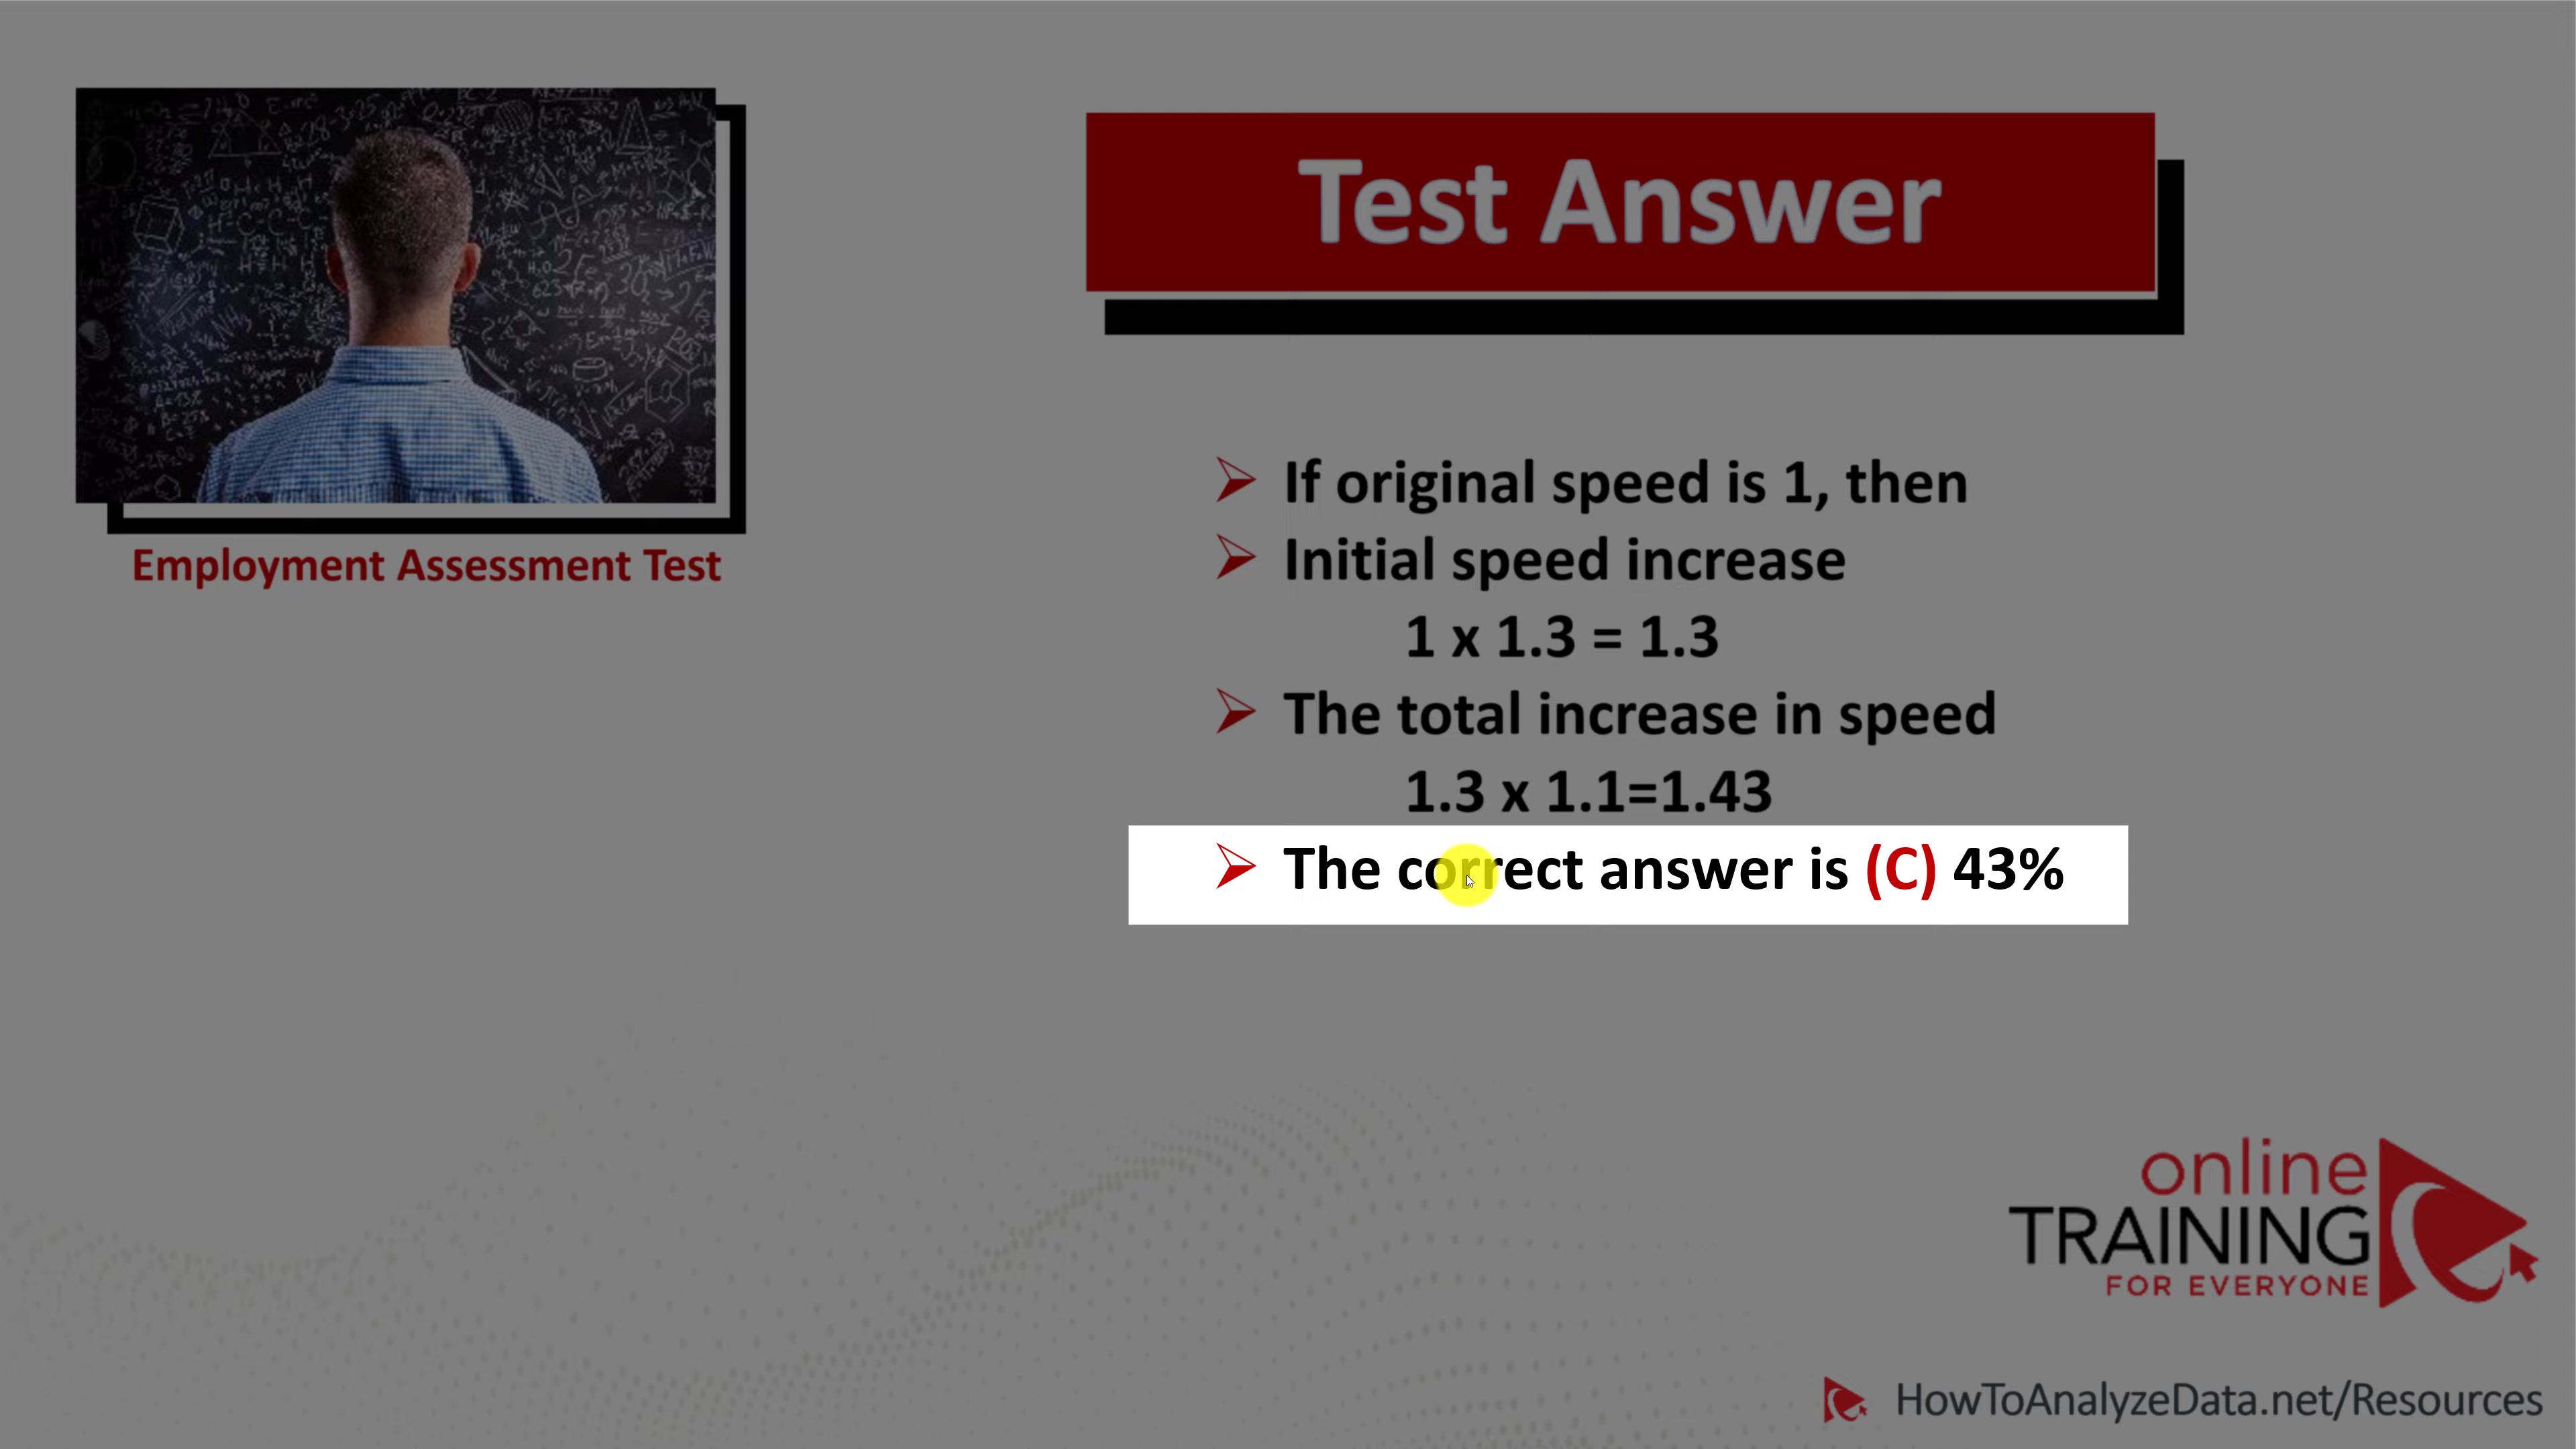 Test Answer
Employment Assessment Test
➢ If original speed is 1, then
➢ Initial speed increase
1 x 1.3 = 1.3
➢ The total increase in speed
1.3 x 1.1=1.43
➢ The correct answer is (C) 43%
online
TRAINING
FOR EVERYONE
HowToAnalyzeData.net/Resources